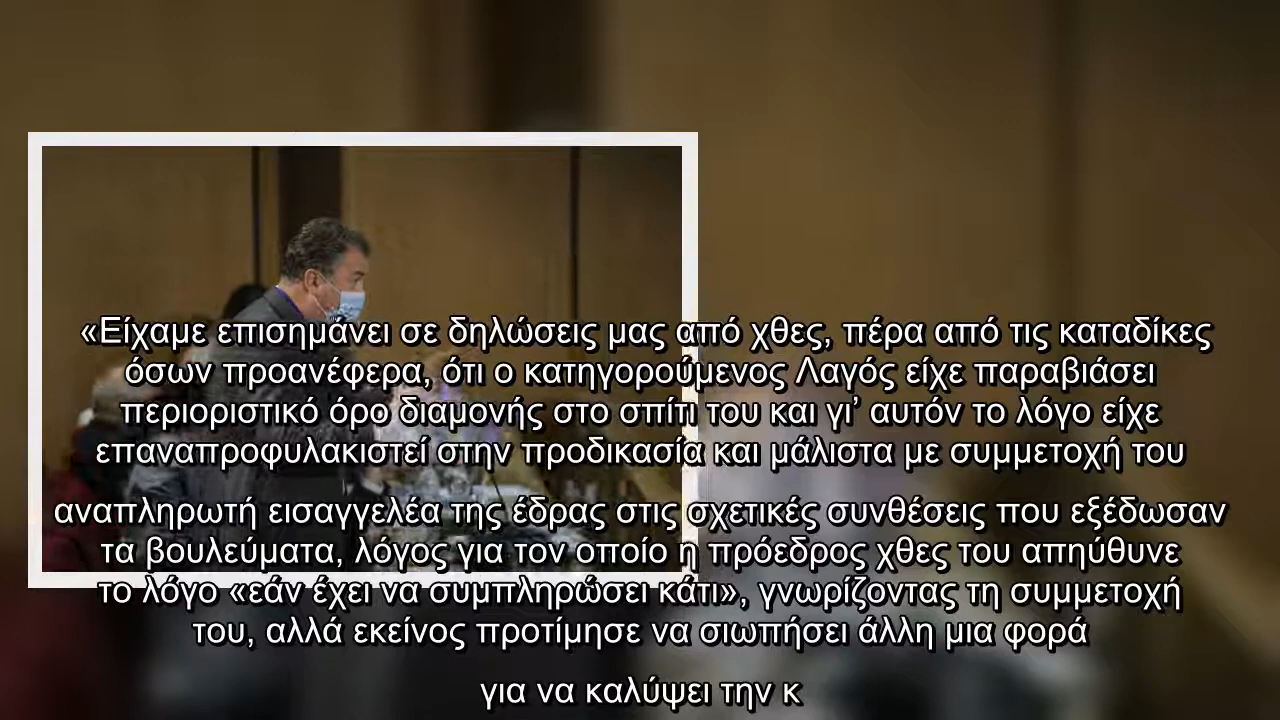 «Είχαμε επισημάνει σε δηλώσεις μας από χθες, πέρα από τις καταδίκες
όσων προανέφερα, ότι ο κατηγορούμενος Λαγός είχε παραβιάσει
περιοριστικό όρο διαμονής στο σπίτι του και γι’ αυτόν το λόγο είχε
επαναπροφυλακιστεί στην προδικασία και μάλιστα με συμμετοχή του
αναπληρωτή εισαγγελέα της έδρας στις σχετικές συνθέσεις που εξέδωσαν
τα βουλεύματα, λόγος για τον οποίο η πρόεδρος χθες του απηύθυνε
το λόγο «εάν έχει να συμπληρώσει κάτι», γνωρίζοντας τη συμμετοχή
του, αλλά εκείνος προτίμησε να σιωπήσει άλλη μια φορά
για να καλύψει την κ